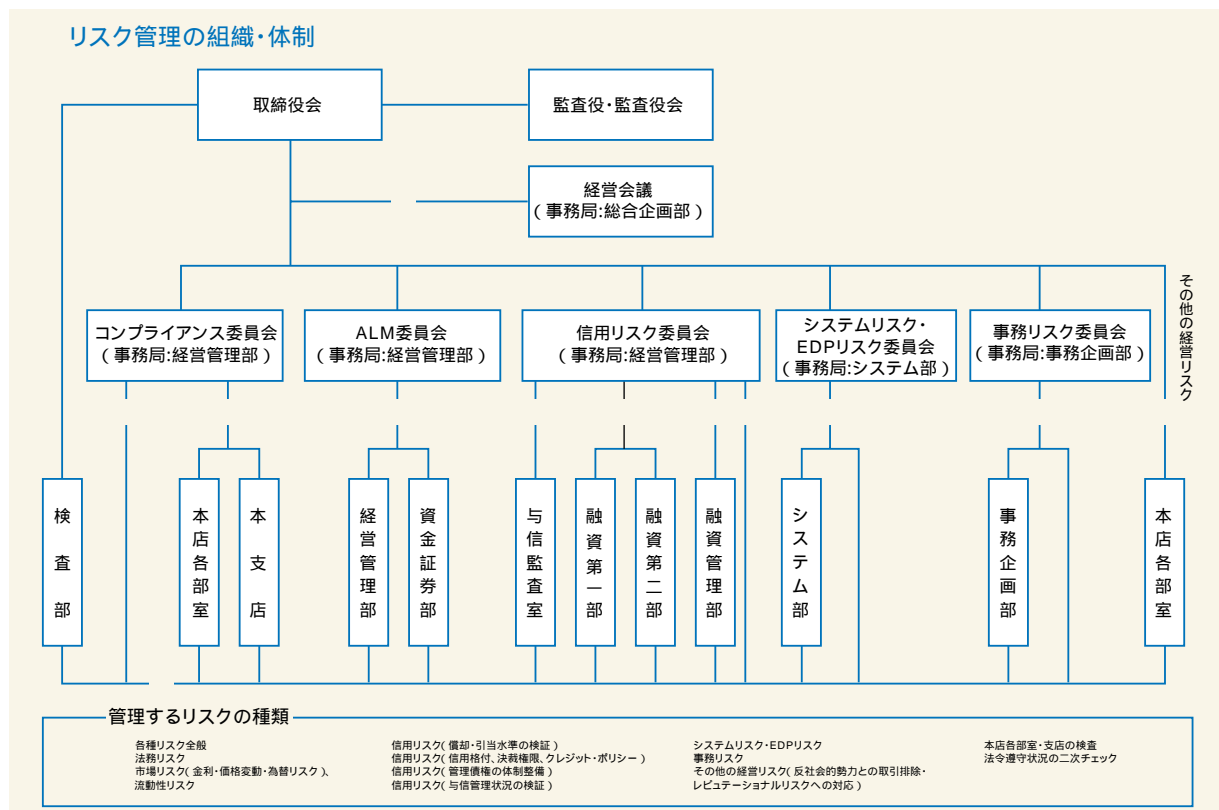 リスク管理の組織・体制
取締役会
監査役・監査役会
経営会議
(事務局:総合企画部)
その他の経営リスク
コンプライアンス委員会
(事務局:経営管理部)
ALM委員会
(事務局:経営管理部)
信用リスク委員会
(事務局:経営管理部)
システムリスク・
EDPリスク委員会
(事務局:システム部)
事務リスク委員会
(事務局:事務企画部)
検査部
本店各部室
本支店
経営管理部
資金証券部
与信監査室
融資第一部
融資第二部
融資管理部
システム部
事務企画部
本店各部室
管理するリスクの種類
各種リスク全般
法務リスク
市場リスク(金利・価格変動・為替リスク)、
流動性リスク
信用リスク(償却・引当水準の検証)
信用リスク(信用格付、決裁権限、クレジット・ポリシー)
信用リスク(管理債権の体制整備)
信用リスク(与信管理状況の検証)
システムリスク・EDPリスク
事務リスク
その他の経営リスク(反社会的勢力との取引排除・
レピュテーショナルリスクへの対応)
本店各部室・支店の検査
法令遵守状況の二次チェック